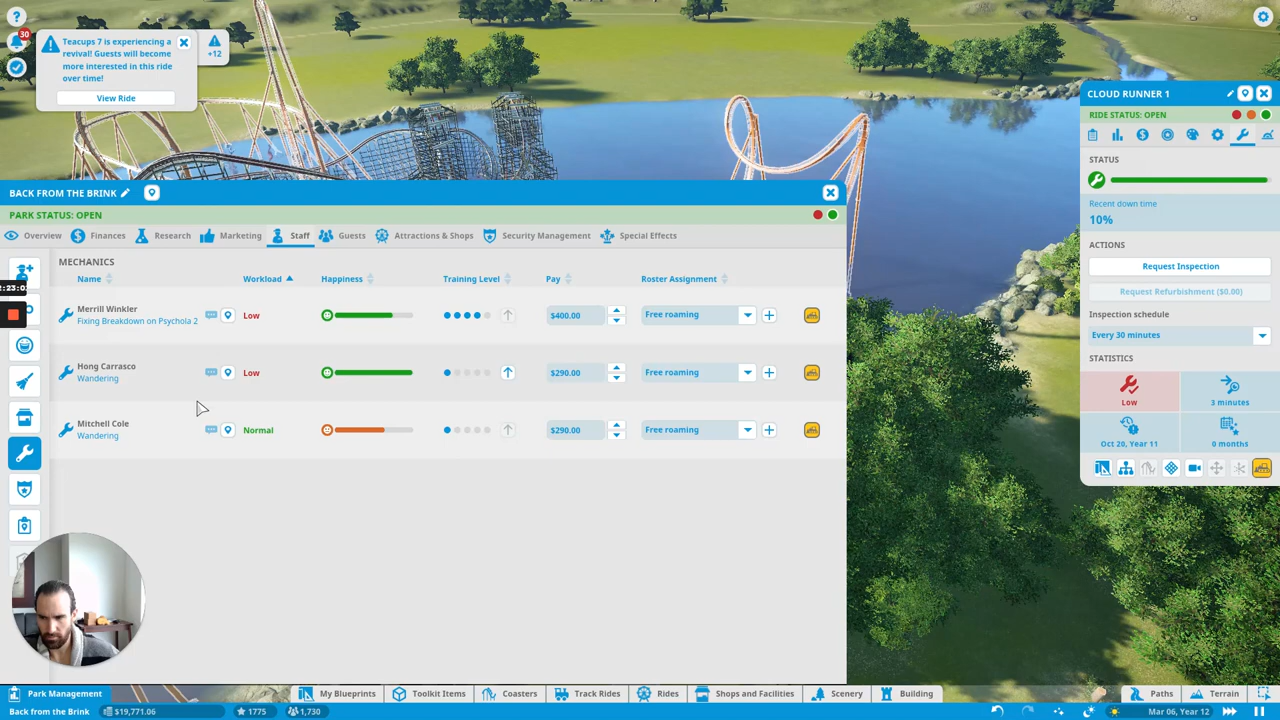 30
Teacups 7 is experiencing a
revival! Guests will become
more interested in this ride
over time!
+12
View Ride
BACK FROM THE BRINK
PARK STATUS: OPEN
Overview Finances Research Marketing Staff Guests Attractions & Shops Security Management Special Effects
MECHANICS
Name Workload Happiness Training Level Pay Roster Assignment
Merrill Winkler
Fixing Breakdown on Psychola 2
Low $400.00 Free roaming
Hong Carrasco
Wandering
Low $290.00 Free roaming
Mitchell Cole
Wandering
Normal $290.00 Free roaming
CLOUD RUNNER 1
RIDE STATUS: OPEN
STATUS
Recent down time
10%
ACTIONS
Request Inspection
Request Refurbishment ($0.00)
Inspection schedule
Every 30 minutes
STATISTICS
Low 3 minutes
Oct 20, Year 11 0 months
Park Management My Blueprints Toolkit Items Coasters Track Rides Rides Shops and Facilities Scenery Building Paths Terrain
Back from the Brink $19,771.06 1775 1,730 Mar 06, Year 12